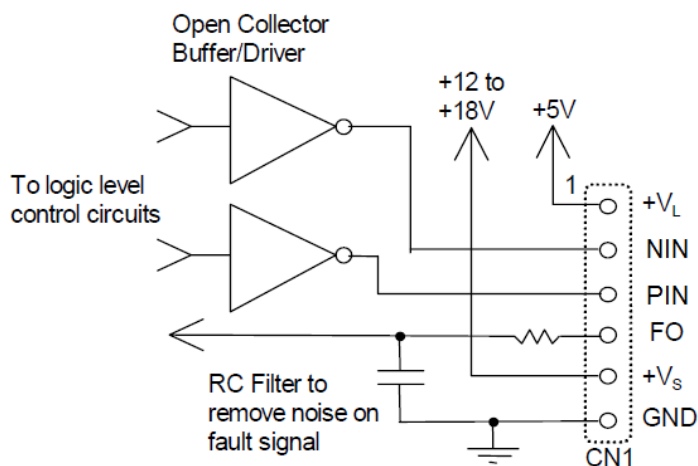 Open Collector
Buffer/Driver
+12 to
+18V
+5V
To logic level
control circuits
1
+VL
NIN
PIN
FO
+VS
GND
RC Filter to
remove noise on
fault signal
CN1